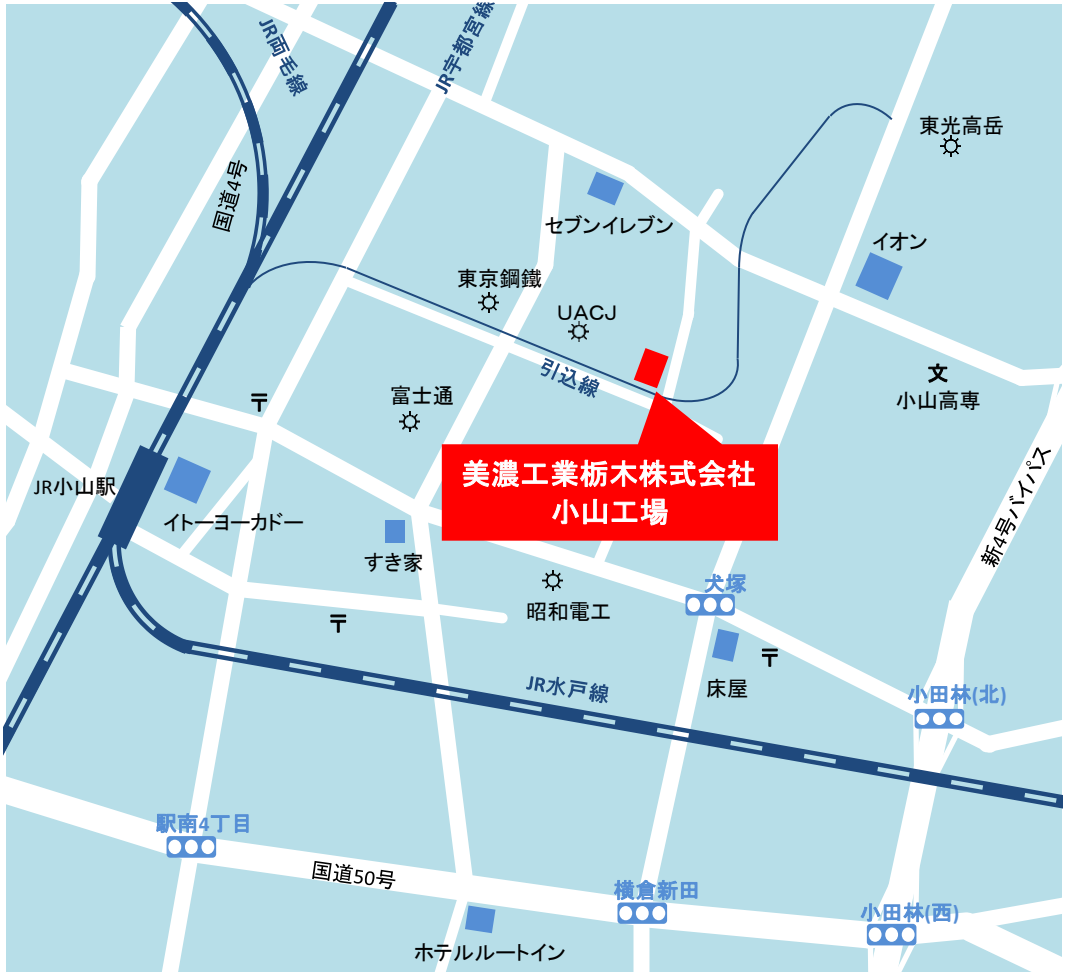 JR両毛線
JR宇都宮線
国道4号
東光高岳
セブンイレブン
イオン
東京鋼鐵
UACJ
引込線
文
小山高専
富士通
〒
美濃工業栃木株式会社
小山工場
JR小山駅
イトーヨーカドー
すき家
新4号バイパス
昭和電工
犬塚
〒
〒
床屋
JR水戸線
小田林(北)
駅南4丁目
国道50号
横倉新田
小田林(西)
ホテルルートイン